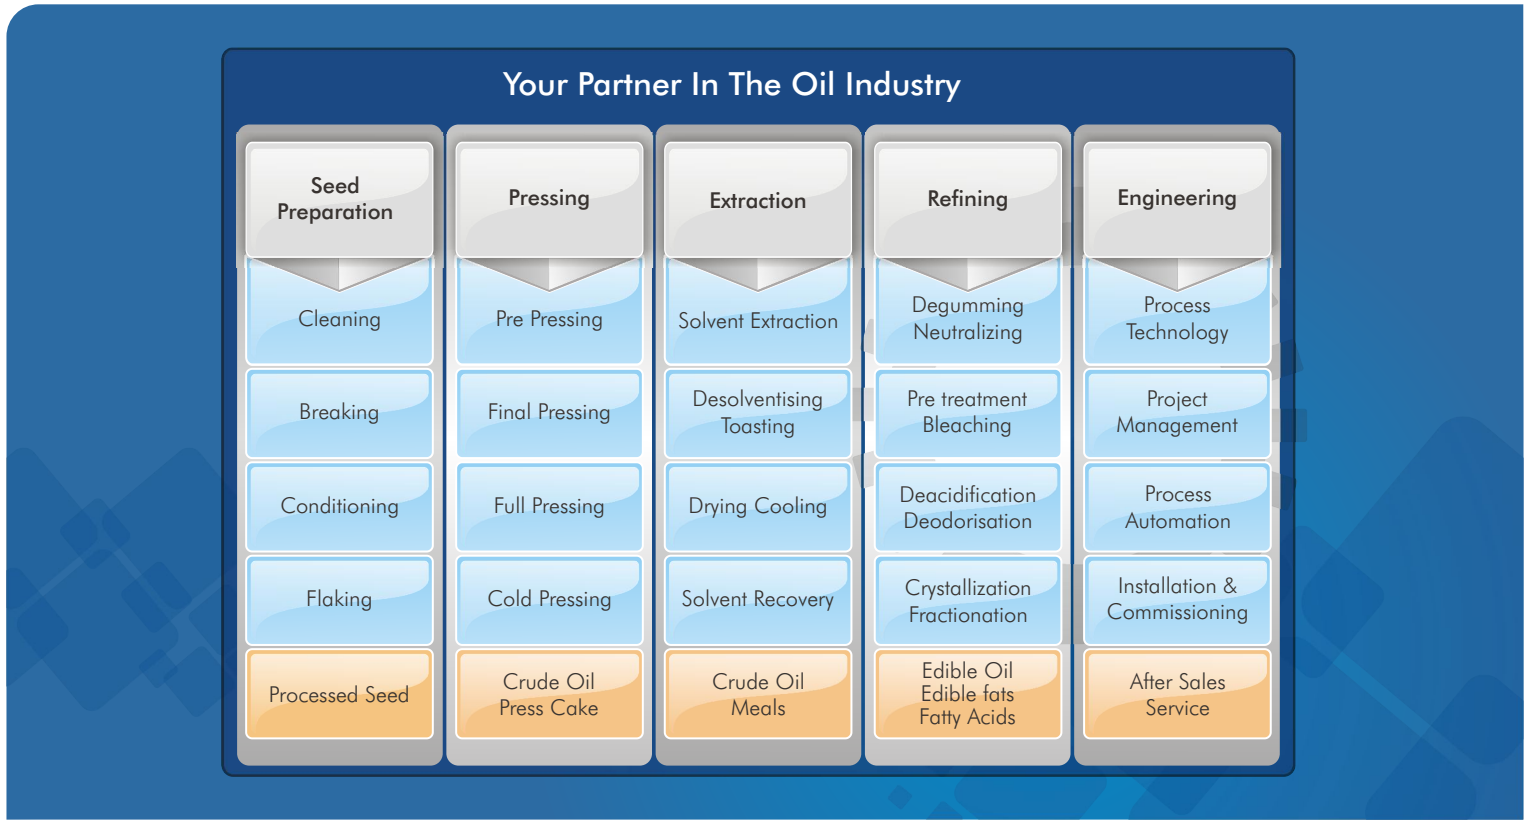 Your Partner In The Oil Industry
Seed
Preparation
Cleaning
Breaking
Conditioning
Flaking
Processed Seed
Pressing
Pre Pressing
Final Pressing
Full Pressing
Cold Pressing
Crude Oil
Press Cake
Extraction
Solvent Extraction
Desolventising
Toasting
Drying Cooling
Solvent Recovery
Crude Oil
Meals
Refining
Degumming
Neutralizing
Pre treatment
Bleaching
Deacidification
Deodorisation
Crystallization
Fractionation
Edible Oil
Edible fats
Fatty Acids
Engineering
Process
Technology
Project
Management
Process
Automation
Installation &
Commissioning
After Sales
Service